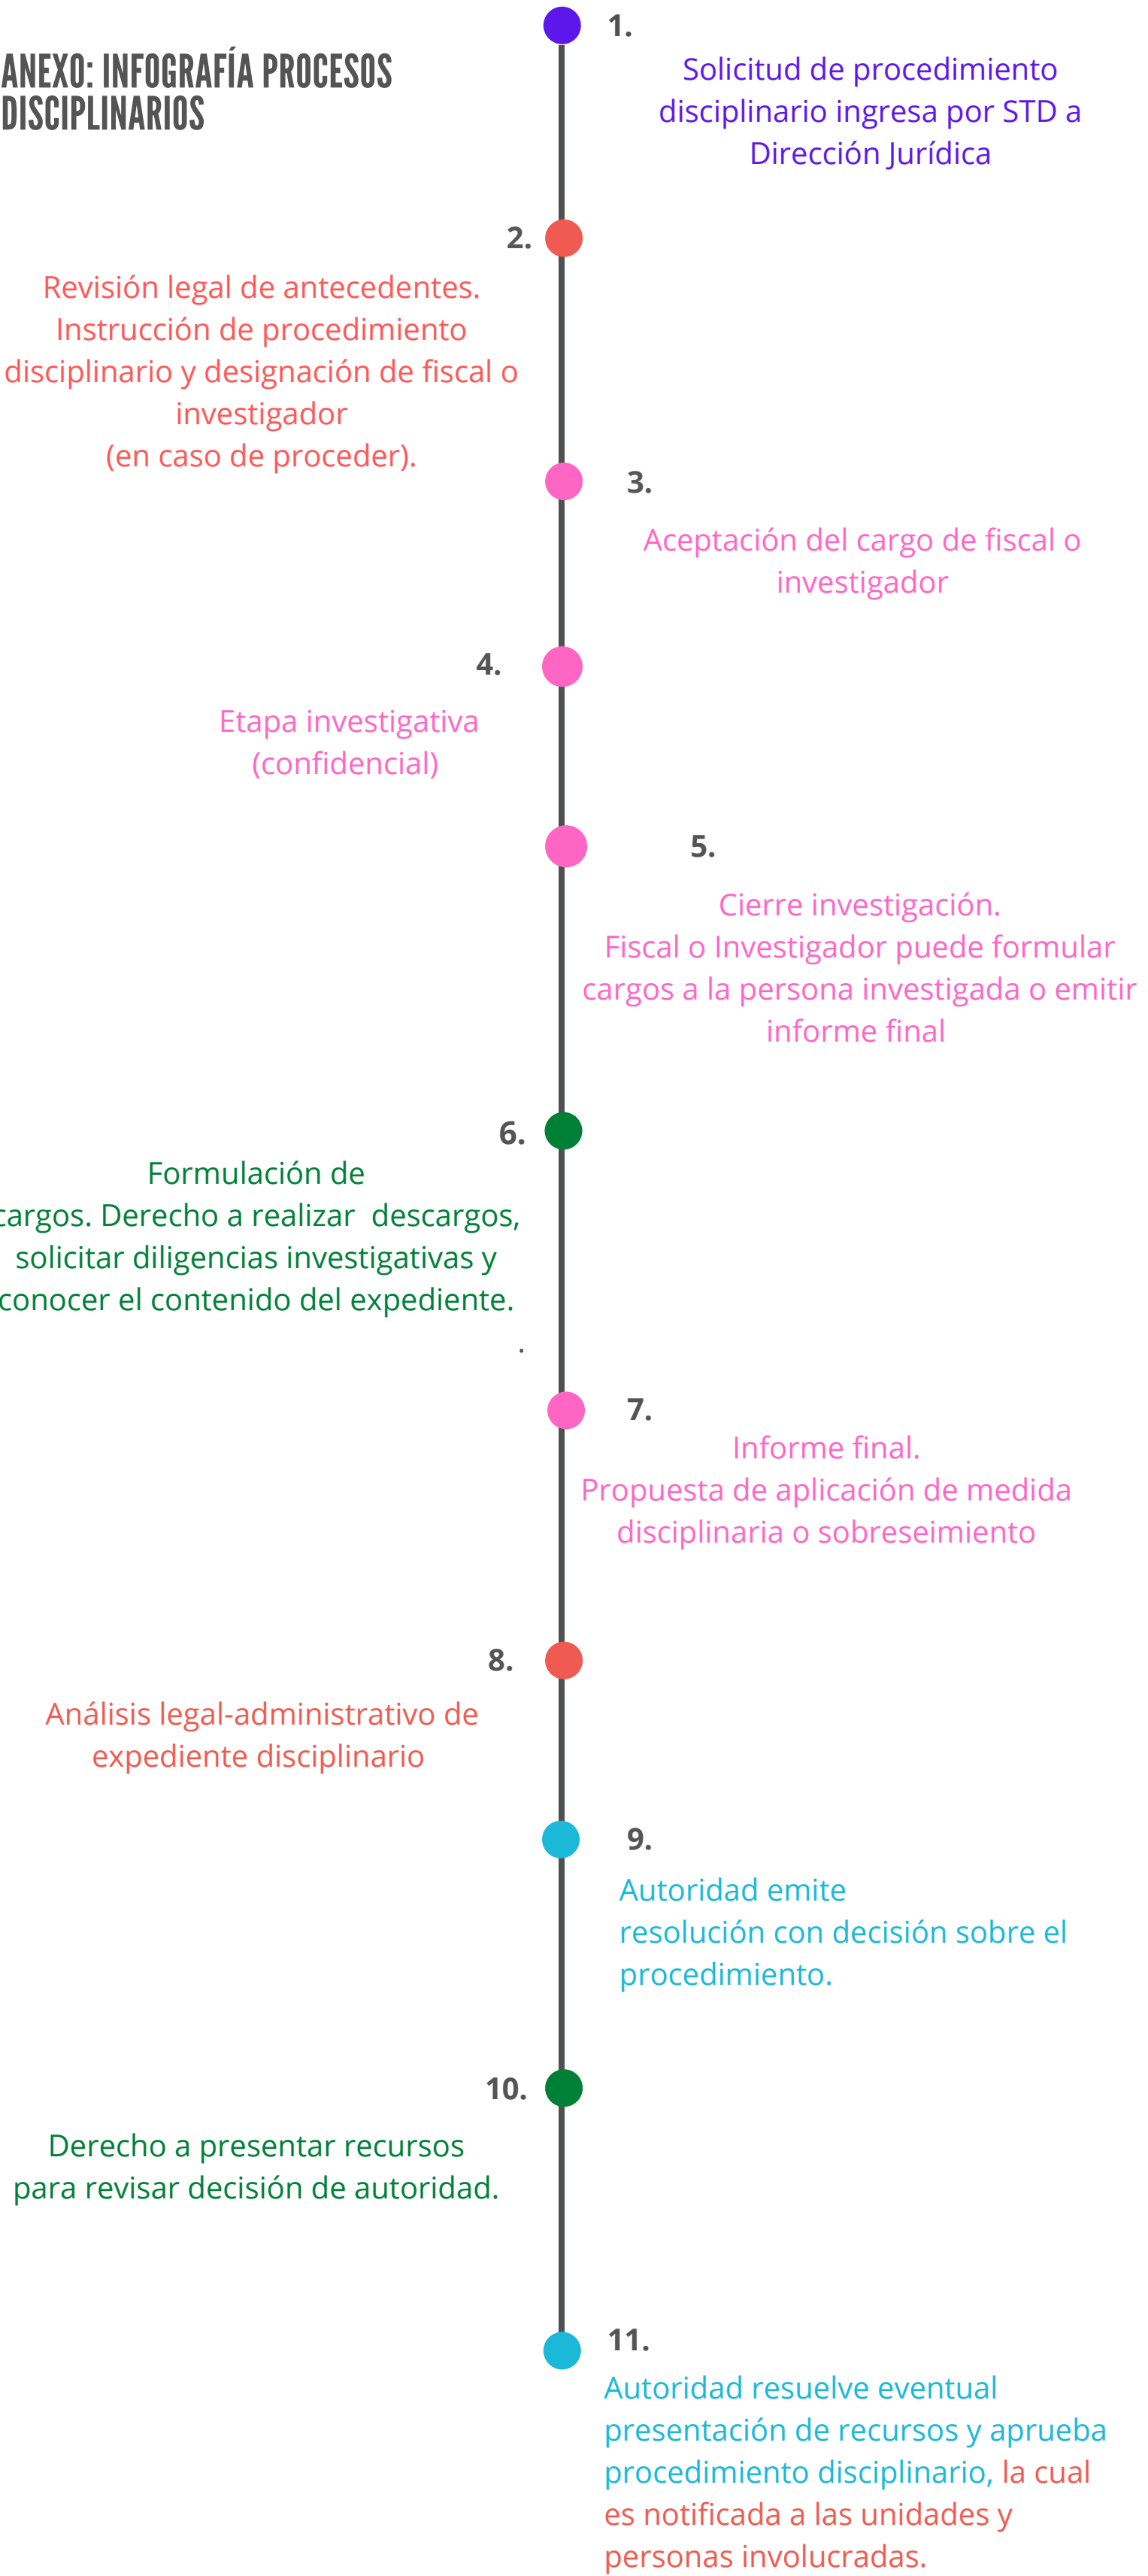 ANEXO: INFOGRAFÍA PROCESOS
DISCIPLINARIOS
1.
Solicitud de procedimiento
disciplinario ingresa por STD a
Dirección Jurídica
2.
Revisión legal de antecedentes.
Instrucción de procedimiento
disciplinario y designación de fiscal o
investigador
(en caso de proceder).
3.
Aceptación del cargo de fiscal o
investigador
4.
Etapa investigativa
(confidencial)
5.
Cierre investigación.
Fiscal o Investigador puede formular
cargos a la persona investigada o emitir
informe final
6.
Formulación de
cargos. Derecho a realizar  descargos,
solicitar diligencias investigativas y
conocer el contenido del expediente.
.
7.
Informe final.
Propuesta de aplicación de medida
disciplinaria o sobreseimiento
8.
Análisis legal-administrativo de
expediente disciplinario
9.
Autoridad emite
resolución con decisión sobre el
procedimiento.
10.
Derecho a presentar recursos
para revisar decisión de autoridad.
11.
Autoridad resuelve eventual
presentación de recursos y aprueba
procedimiento disciplinario, la cual
es notificada a las unidades y
personas involucradas.